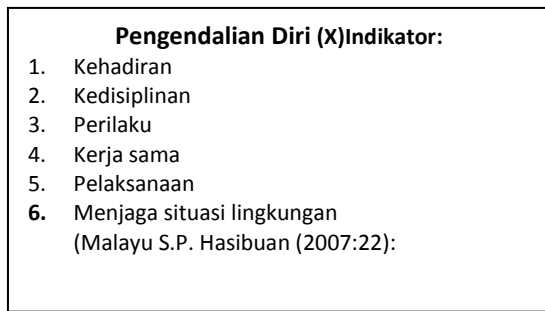 Pengendalian Diri (X)Indikator:
1. Kehadiran
2. Kedisiplinan
3. Perilaku
4. Kerja sama
5. Pelaksanaan
6. Menjaga situasi lingkungan
(Malayu S.P. Hasibuan (2007:22):